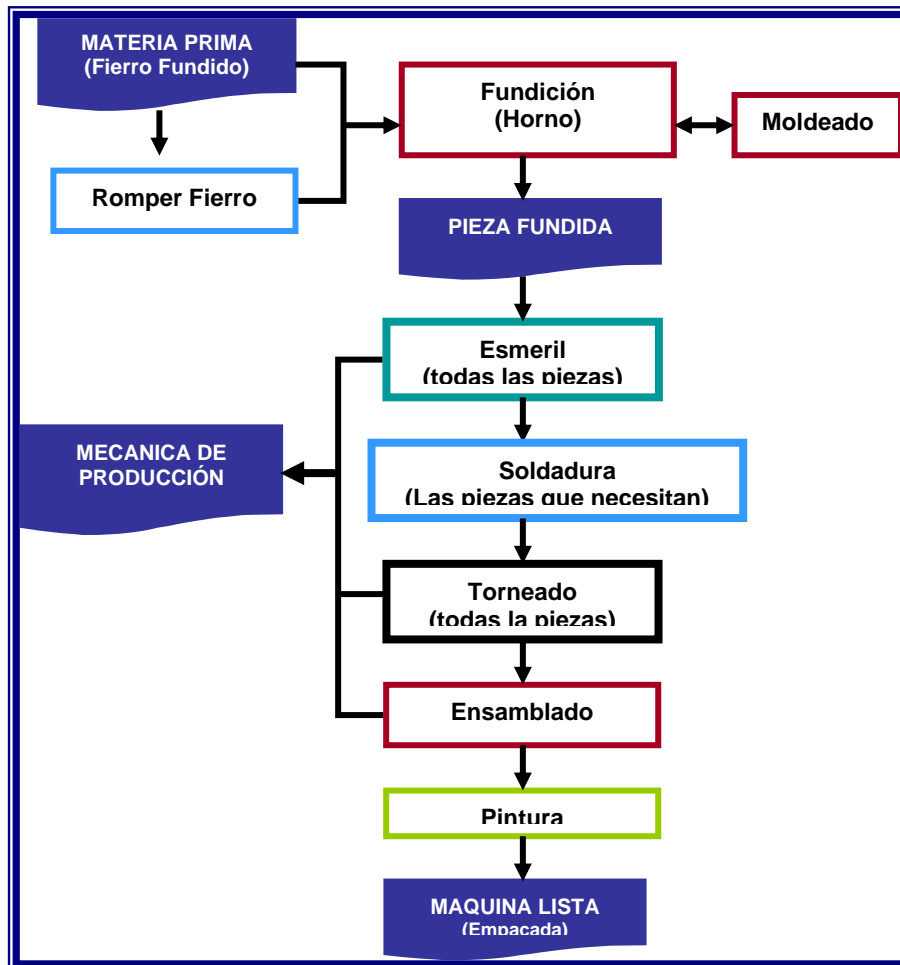 MATERIA PRIMA
(Fierro Fundido)
Fundición
(Horno)
Moldeado
Romper Fierro
PIEZA FUNDIDA
Esmeril
(todas las piezas)
MECANICA DE
PRODUCCIÓN
Soldadura
(Las piezas que necesitan)
Torneado
(todas la piezas)
Ensamblado
Pintura
MAQUINA LISTA
(Empacada)